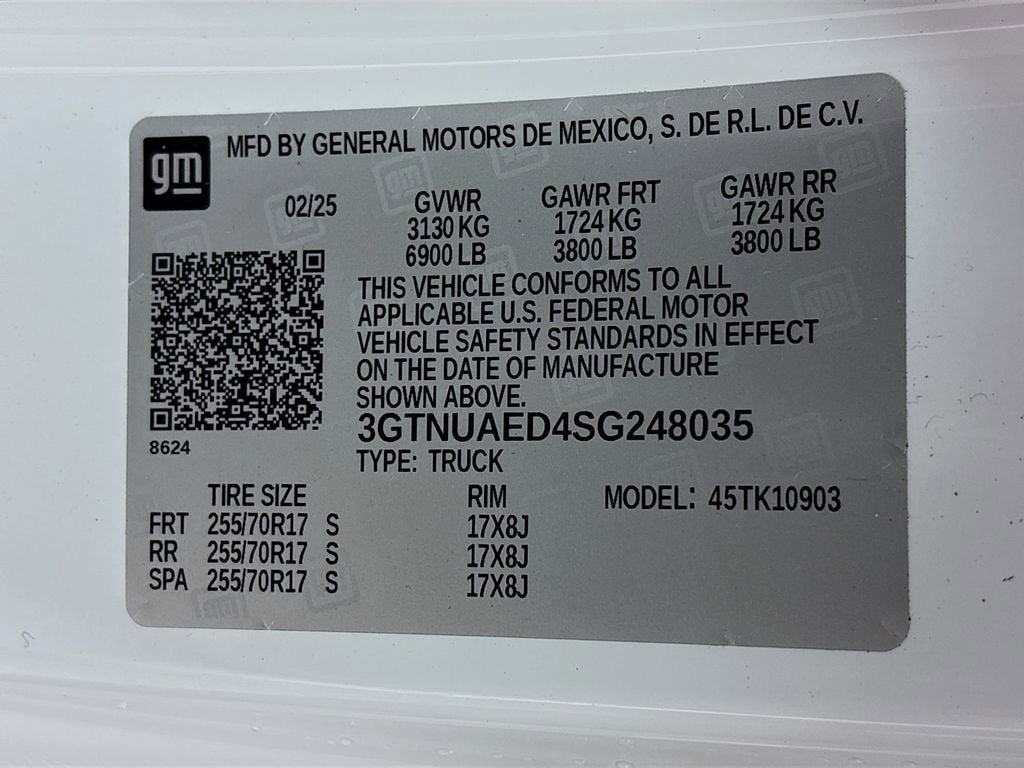 gm
MFD BY GENERAL MOTORS DE MEXICO, S. DE R.L. DE C.V.
02/25 GVWR GAWR FRT GAWR RR
3130 KG 1724 KG 1724 KG
6900 LB 3800 LB 3800 LB
THIS VEHICLE CONFORMS TO ALL
APPLICABLE U.S. FEDERAL MOTOR
VEHICLE SAFETY STANDARDS IN EFFECT
ON THE DATE OF MANUFACTURE
SHOWN ABOVE.
3GTNUAED4SG248035
8624
TYPE: TRUCK
TIRE SIZE RIM MODEL: 45TK10903
FRT 255/70R17 S 17X8J
RR 255/70R17 S 17X8J
SPA 255/70R17 S 17X8J